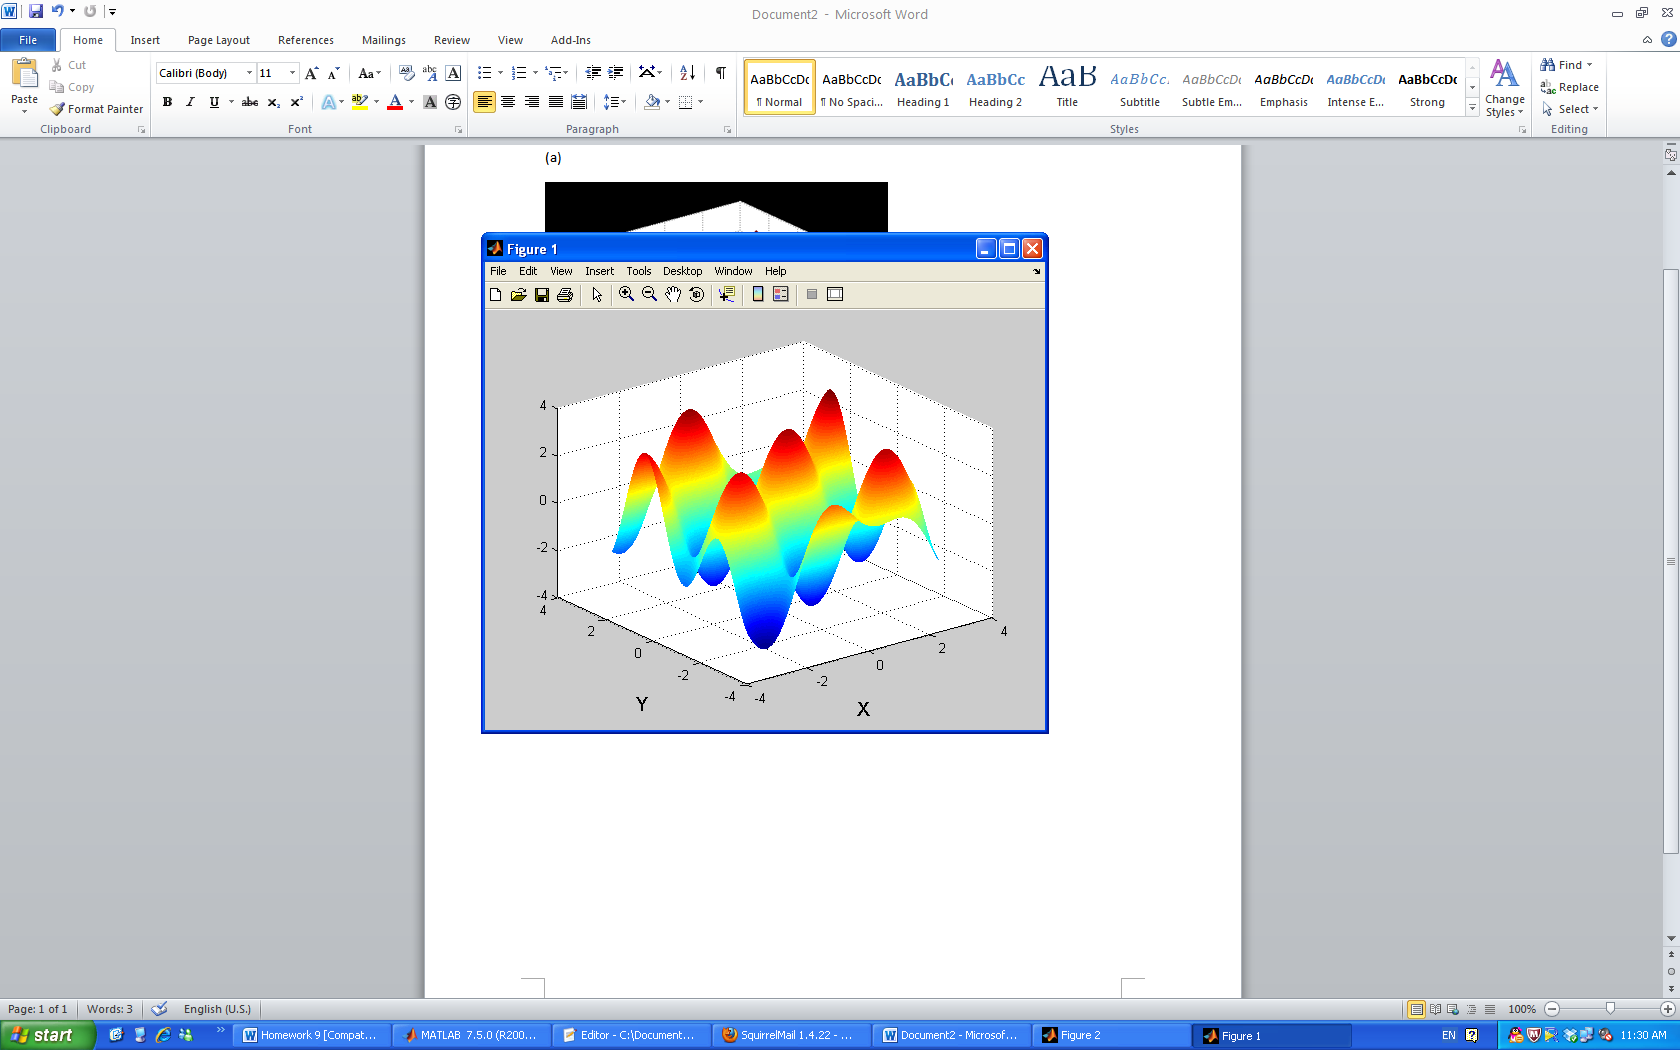 Document2 - Microsoft Word
File Home Insert Page Layout References Mailings Review View Add-Ins
Paste
Cut
Copy
Format Painter
Clipboard
Calibri (Body) 11
Font
Paragraph
AaBbCcDc AaBbCcDc AaBbC AaBbCc AaB AaBbCc. AaBbCcDc AaBbCcDc AaBbCcDc AaBbCcDc
¶ Normal ¶ No Spaci... Heading 1 Heading 2 Title Subtitle Subtle Em... Emphasis Intense E... Strong
Change Styles
Styles
Find
Replace
Select
Editing
(a)
Figure 1
File Edit View Insert Tools Desktop Window Help
4
2
0
-2
-4
4
2
0
-2
-4
Y
-4
-2
0
2
4
X
Page: 1 of 1 Words: 3 English (U.S.) 100%
start Homework 9 [Compat... MATLAB 7.5.0 (R200... Editor - C:\Document... SquirrelMail 1.4.22 - ... Document2 - Microsof... Figure 2 Figure 1 EN 11:30 AM